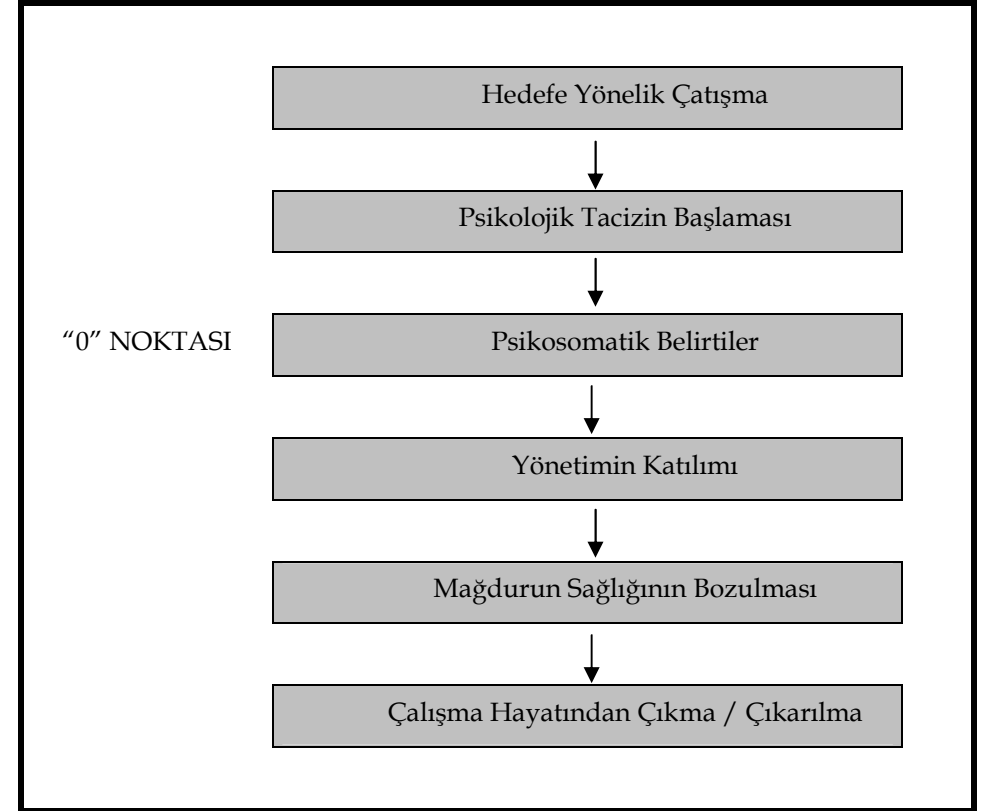 Hedefe Yönelik Çatışma
Psikolojik Tacizin Başlaması
“0” NOKTASI
Psikosomatik Belirtiler
Yönetimin Katılımı
Mağdurun Sağlığının Bozulması
Çalışma Hayatından Çıkma / Çıkarılma